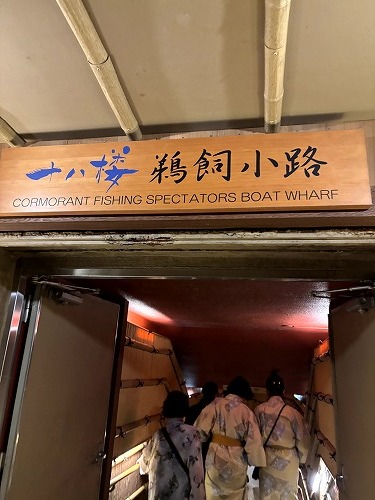 十八楼 鵜飼小路
CORMORANT FISHING SPECTATORS BOAT WHARF